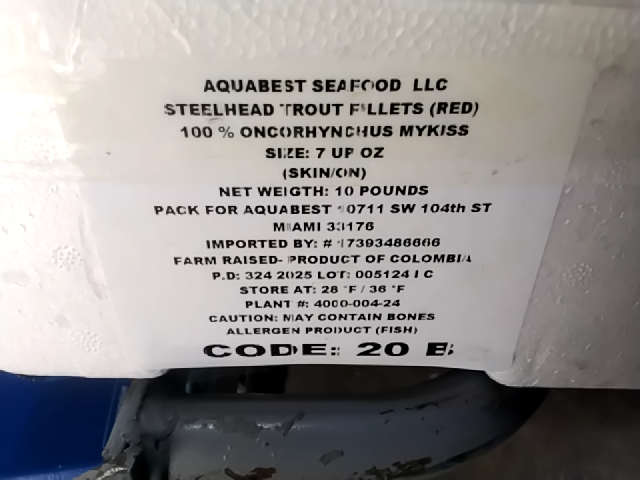 AQUABEST SEAFOOD LLC
STEELHEAD TROUT FILLETS (RED)
100 % ONCORHYNCHUS MYKISS
SIZE: 7 UP OZ
(SKIN/ON)
NET WEIGTH: 10 POUNDS
PACK FOR AQUABEST 10711 SW 104th ST
MIAMI 33176
IMPORTED BY: # 17393486666
FARM RAISED- PRODUCT OF COLOMBIA
P.D: 324 2025 LOT: 005124 I C
STORE AT: 28 °F / 36 °F
PLANT #: 4000-004-24
CAUTION: MAY CONTAIN BONES
ALLERGEN PRODUCT (FISH)
CODE: 20 B